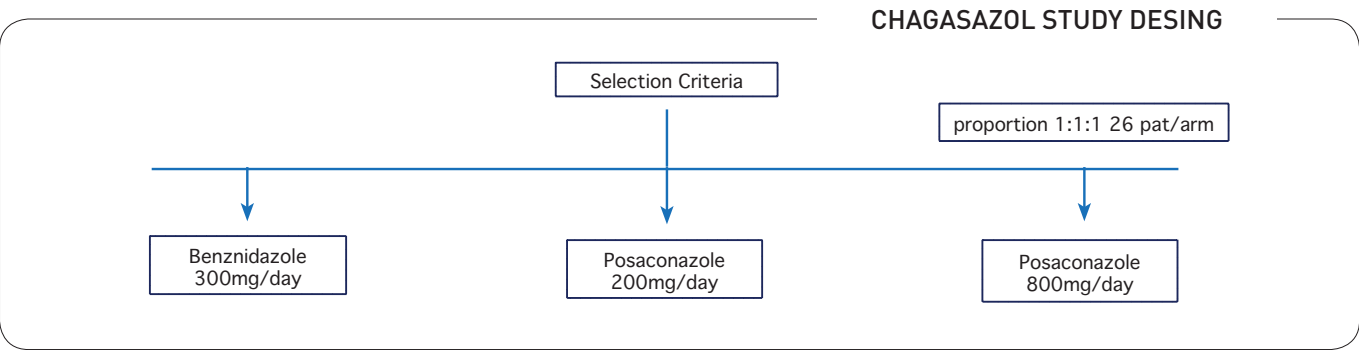 CHAGASAZOL STUDY DESING
Selection Criteria
proportion 1:1:1 26 pat/arm
Benznidazole
300mg/day
Posaconazole
200mg/day
Posaconazole
800mg/day